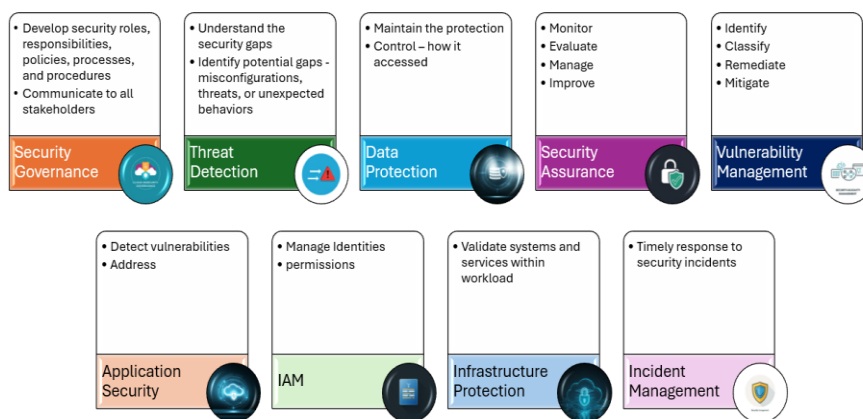 • Develop security roles,
responsibilities,
policies, processes,
and procedures
• Communicate to all
stakeholders
Security
Governance
• Understand the
security gaps
• Identify potential gaps -
misconfigurations,
threats, or unexpected
behaviors
Threat
Detection
• Maintain the protection
• Control – how it
accessed
Data
Protection
• Monitor
• Evaluate
• Manage
• Improve
Security
Assurance
• Identify
• Classify
• Remediate
• Mitigate
Vulnerability
Management
• Detect vulnerabilities
• Address
Application
Security
• Manage Identities
• permissions
IAM
• Validate systems and
services within
workload
Infrastructure
Protection
• Timely response to
security incidents
Incident
Management